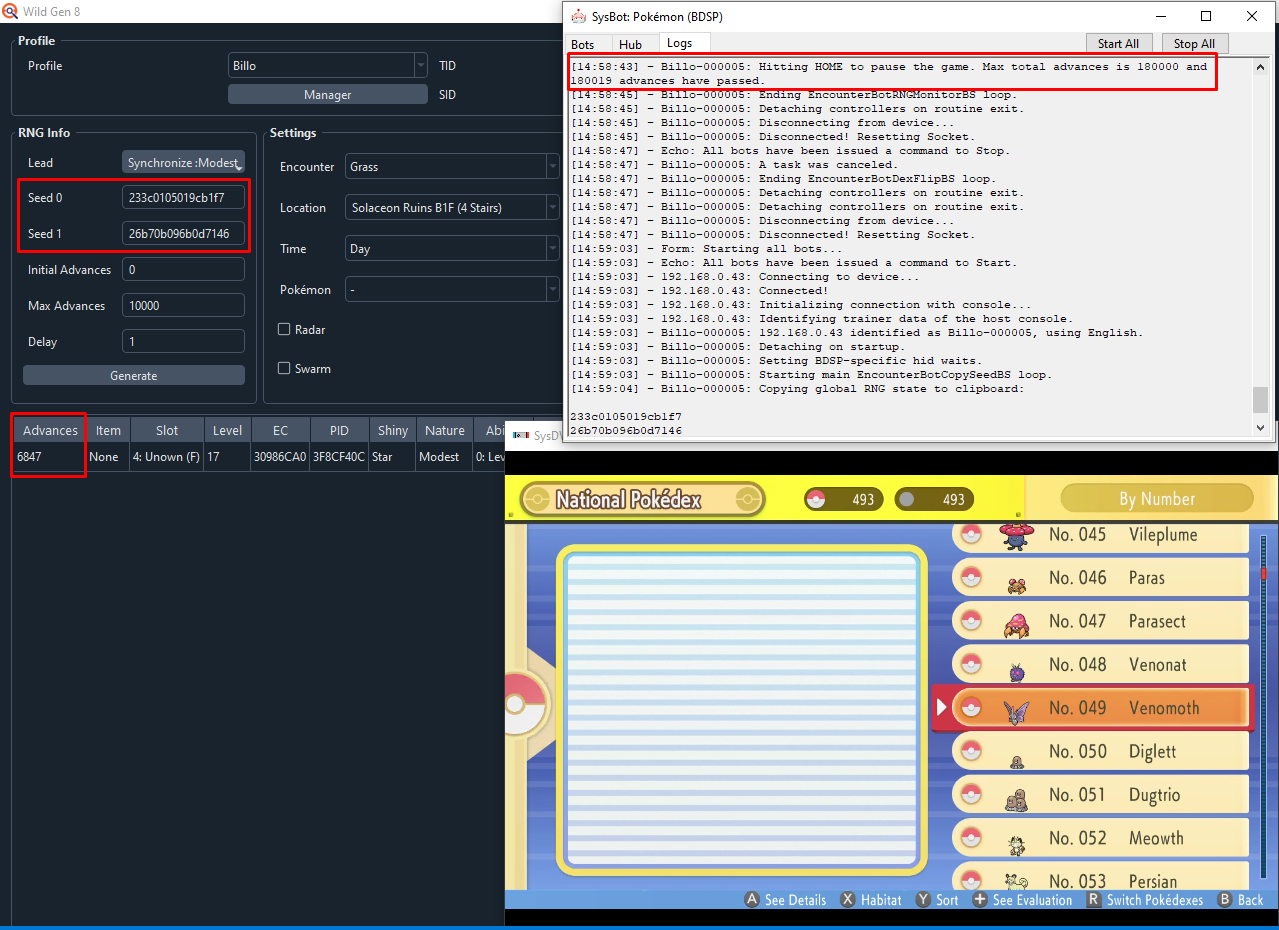 Wild Gen 8
Profile
Profile
Billo
TID
Manager
SID
RNG Info
Lead
Synchronize :Modest
Seed 0
233c0105019cb1f7
Seed 1
26b70b096b0d7146
Initial Advances
0
Max Advances
10000
Delay
1
Generate
Settings
Encounter
Grass
Location
Solaceon Ruins B1F (4 Stairs)
Time
Day
Pokémon
-
Radar
Swarm
Advances Item Slot Level EC PID Shiny Nature Abi
6847 None 4: Unown (F) 17 30986CA0 3F8CF40C Star Modest 0: Lev
SysBot: Pokémon (BDSP)
Bots Hub Logs
Start All Stop All
[14:58:43] - Billo-000005: Hitting HOME to pause the game. Max total advances is 180000 and
180019 advances have passed.
[14:58:45] - Billo-000005: Ending EncounterBotRNGMonitorBS loop.
[14:58:45] - Billo-000005: Detaching controllers on routine exit.
[14:58:45] - Billo-000005: Disconnecting from device...
[14:58:45] - Billo-000005: Disconnected! Resetting Socket.
[14:58:47] - Echo: All bots have been issued a command to Stop.
[14:58:47] - Billo-000005: A task was canceled.
[14:58:47] - Billo-000005: Ending EncounterBotDexFlipBS loop.
[14:58:47] - Billo-000005: Detaching controllers on routine exit.
[14:58:47] - Billo-000005: Disconnecting from device...
[14:58:47] - Billo-000005: Disconnected! Resetting Socket.
[14:59:03] - Form: Starting all bots...
[14:59:03] - Echo: All bots have been issued a command to Start.
[14:59:03] - 192.168.0.43: Connecting to device...
[14:59:03] - 192.168.0.43: Connected!
[14:59:03] - 192.168.0.43: Initializing connection with console...
[14:59:03] - 192.168.0.43: Identifying trainer data of the host console.
[14:59:03] - Billo-000005: 192.168.0.43 identified as Billo-000005, using English.
[14:59:03] - Billo-000005: Detaching on startup.
[14:59:03] - Billo-000005: Setting BDSP-specific hid waits.
[14:59:03] - Billo-000005: Starting main EncounterBotCopySeedBS loop.
[14:59:04] - Billo-000005: Copying global RNG state to clipboard:
233c0105019cb1f7
26b70b096b0d7146
SysDV
National Pokédex
493
493
By Number
No. 045 Vileplume
No. 046 Paras
No. 047 Parasect
No. 048 Venonat
No. 049 Venomoth
No. 050 Diglett
No. 051 Dugtrio
No. 052 Meowth
No. 053 Persian
A See Details X Habitat Y Sort + See Evaluation R Switch Pokédexes B Back